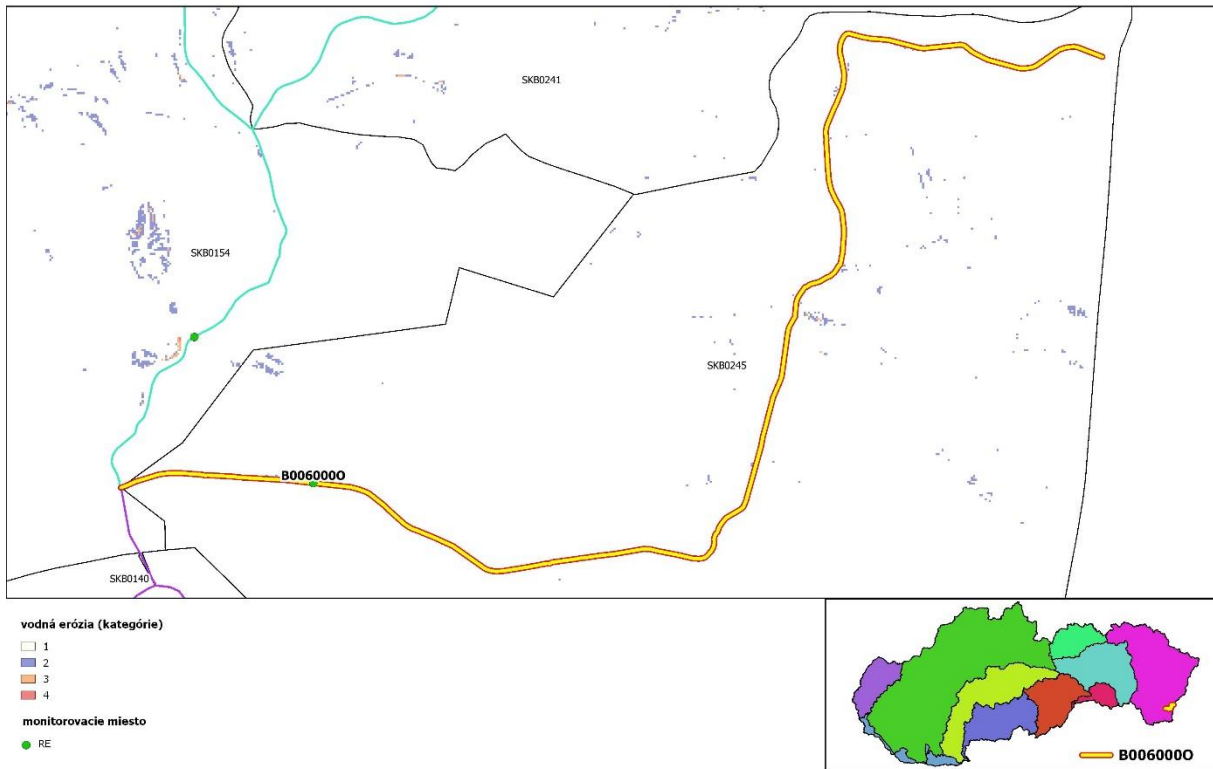 SKB0241
SKB0154
SKB0245
B006000O
SKB0140
vodná erózia (kategórie)
1
2
3
4
monitorovacie miesto
RE
B006000O